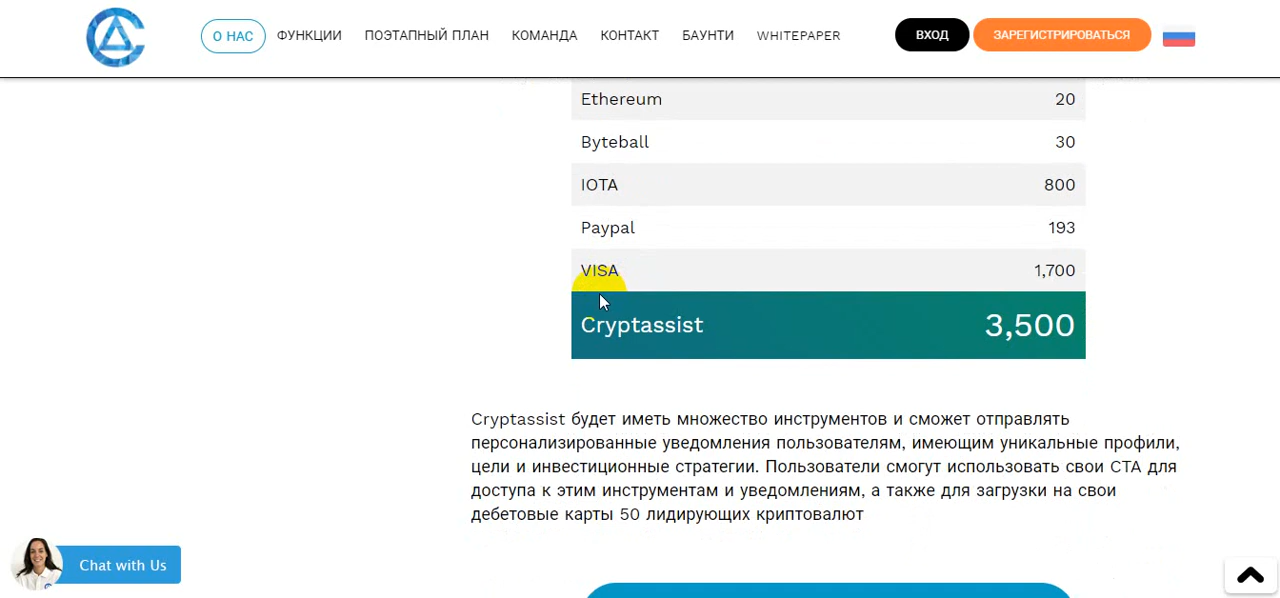 О НАС ФУНКЦИИ ПОЭТАПНЫЙ ПЛАН КОМАНДА КОНТАКТ БАУНТИ WHITEPAPER ВХОД ЗАРЕГИСТРИРОВАТЬСЯ
Ethereum 20
Byteball 30
IOTA 800
Paypal 193
VISA 1,700
Cryptassist 3,500
Cryptassist будет иметь множество инструментов и сможет отправлять
персонализированные уведомления пользователям, имеющим уникальные профили,
цели и инвестиционные стратегии. Пользователи смогут использовать свои CTA для
доступа к этим инструментам и уведомлениям, а также для загрузки на свои
дебетовые карты 50 лидирующих криптовалют
Chat with Us